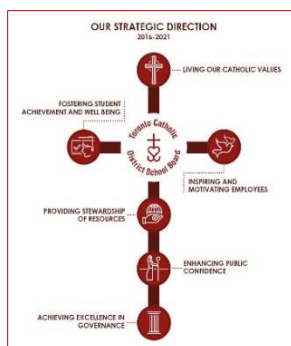 OUR STRATEGIC DIRECTION
2016-2021
LIVING OUR CATHOLIC VALUES
FOSTERING STUDENT
ACHIEVEMENT AND WELL BEING
Toronto Catholic
District School Board
INSPIRING AND
MOTIVATING EMPLOYEES
PROVIDING STEWARDSHIP
OF RESOURCES
ENHANCING PUBLIC
CONFIDENCE
ACHIEVING EXCELLENCE IN
GOVERNANCE